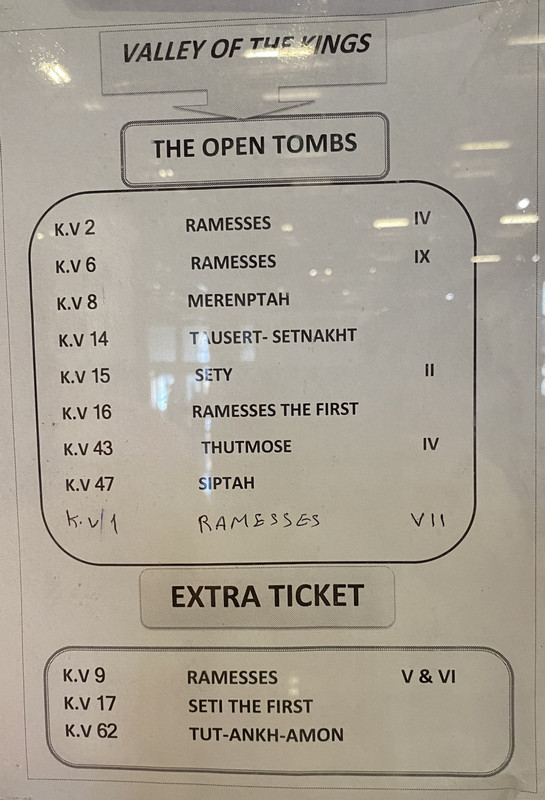 VALLEY OF THE KINGS
THE OPEN TOMBS
K.V 2 RAMESSES IV
K.V 6 RAMESSES IX
K.V 8 MERENPTAH
K.V 14 TAUSERT- SETNAKHT
K.V 15 SETY II
K.V 16 RAMESSES THE FIRST
K.V 43 THUTMOSE IV
K.V 47 SIPTAH
K.V/1 RAMESSES VII
EXTRA TICKET
K.V 9 RAMESSES V & VI
K.V 17 SETI THE FIRST
K.V 62 TUT-ANKH-AMON